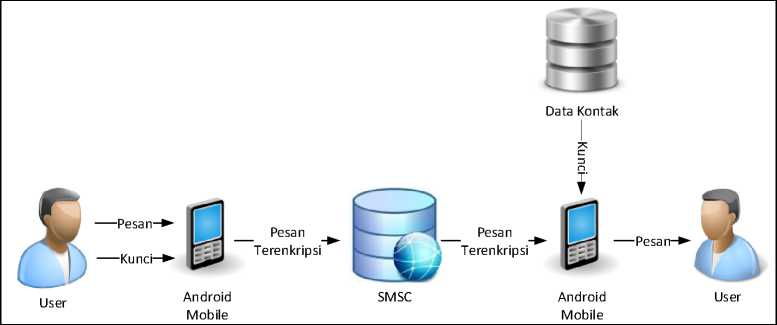 Data Kontak
Kunci
Pesan
Kunci
Pesan
Terenkripsi
Pesan
Terenkripsi
Pesan
User
Android
Mobile
SMSC
Android
Mobile
User